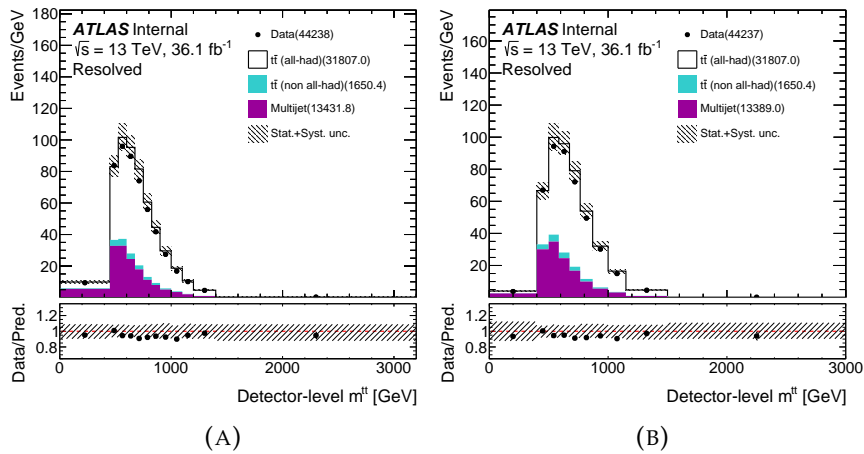 ATLAS Internal
√s = 13 TeV, 36.1 fb-1
Resolved
Data(44238)
tt̄ (all-had)(31807.0)
tt̄ (non all-had)(1650.4)
Multijet(13431.8)
Stat.+Syst. unc.
Events/GeV
180
160
140
120
100
80
60
40
20
Data/Pred.
1.2
1
0.8
0 1000 2000 3000
Detector-level mtt̄ [GeV]
(A)
ATLAS Internal
√s = 13 TeV, 36.1 fb-1
Resolved
Data(44237)
tt̄ (all-had)(31807.0)
tt̄ (non all-had)(1650.4)
Multijet(13389.0)
Stat.+Syst. unc.
Events/GeV
180
160
140
120
100
80
60
40
20
Data/Pred.
1.2
1
0.8
0 1000 2000 3000
Detector-level mtt̄ [GeV]
(B)